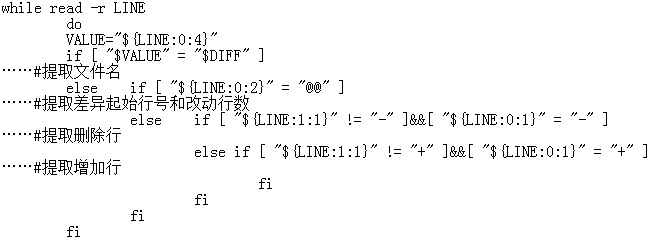 while read -r LINE
do
VALUE="${LINE:0:4}"
if [ "$VALUE" = "$DIFF" ]
……#提取文件名
else if [ "${LINE:0:2}" = "@@" ]
……#提取差异起始行号和改动行数
else if [ "${LINE:1:1}" != "-" ]&&[ "${LINE:0:1}" = "-" ]
……#提取删除行
else if [ "${LINE:1:1}" != "+" ]&&[ "${LINE:0:1}" = "+" ]
……#提取增加行
fi
fi
fi
fi